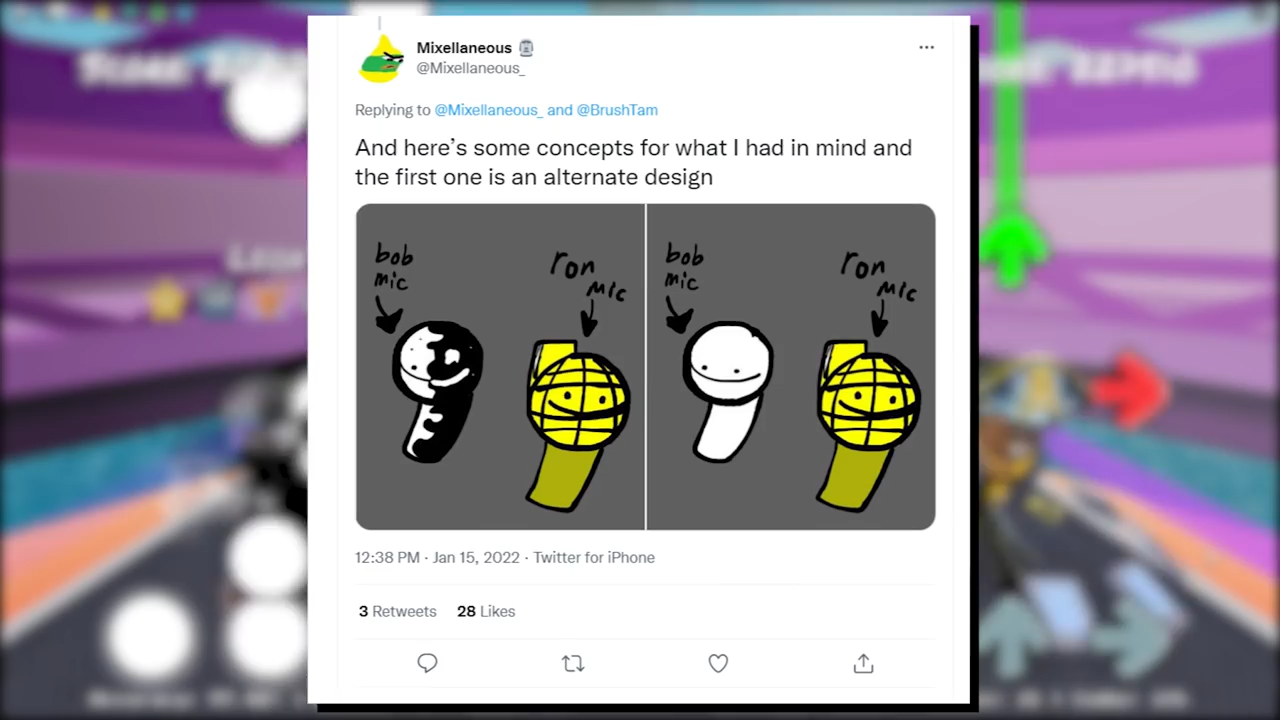 Mixellaneous
@Mixellaneous_
Replying to @Mixellaneous_ and @BrushTam
And here’s some concepts for what I had in mind and
the first one is an alternate design
bob
mic
ron
mic
bob
mic
ron
mic
12:38 PM · Jan 15, 2022 · Twitter for iPhone
3 Retweets 28 Likes